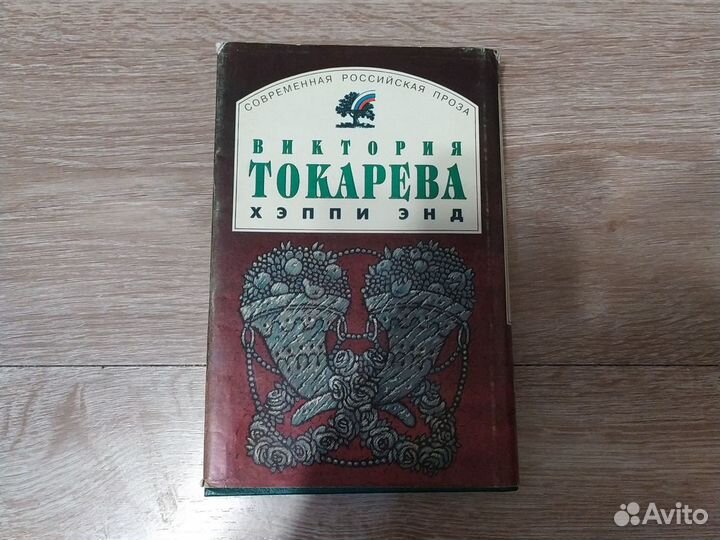 СОВРЕМЕННАЯ РОССИЙСКАЯ ПРОЗА
ВИКТОРИЯ
ТОКАРЕВА
ХЭППИ ЭНД
Avito